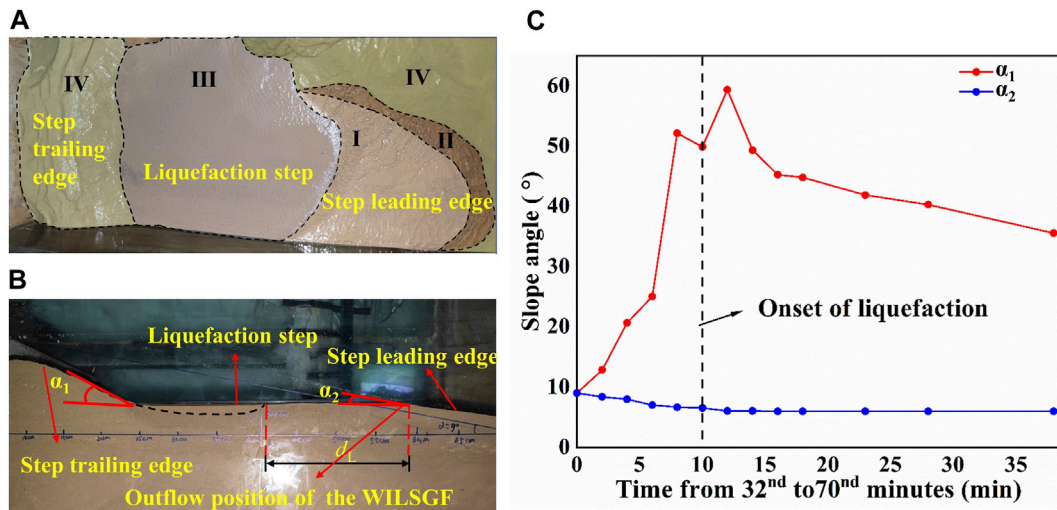 A
IV
III
IV
I
II
Step
trailing
edge
Liquefaction step
Step leading edge
B
Liquefaction step
Step leading edge
α1
α2
d
Step trailing edge
Outflow position of the WILSGF
C
Slope angle (°)
60
50
40
30
20
10
0
α1
α2
Onset of liquefaction
0
5
10
15
20
25
30
35
Time from 32nd to70nd minutes (min)